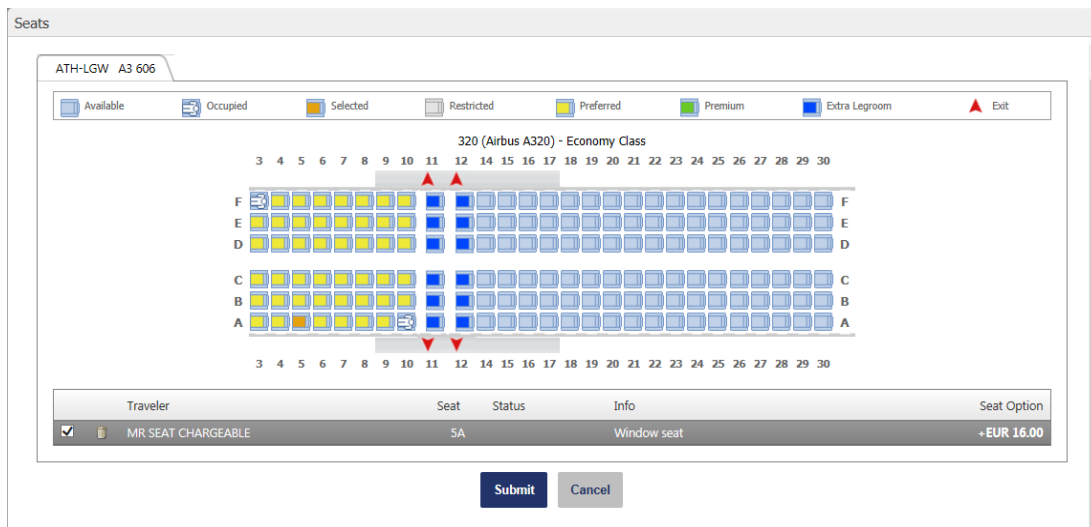 Seats
ATH-LGW A3 606
Available Occupied Selected Restricted Preferred Premium Extra Legroom Exit
320 (Airbus A320) - Economy Class
3 4 5 6 7 8 9 10 11 12 14 15 16 17 18 19 20 21 22 23 24 25 26 27 28 29 30
F F
E E
D D
C C
B B
A A
3 4 5 6 7 8 9 10 11 12 14 15 16 17 18 19 20 21 22 23 24 25 26 27 28 29 30
Traveler Seat Status Info Seat Option
MR SEAT CHARGEABLE 5A Window seat +EUR 16.00
Submit Cancel